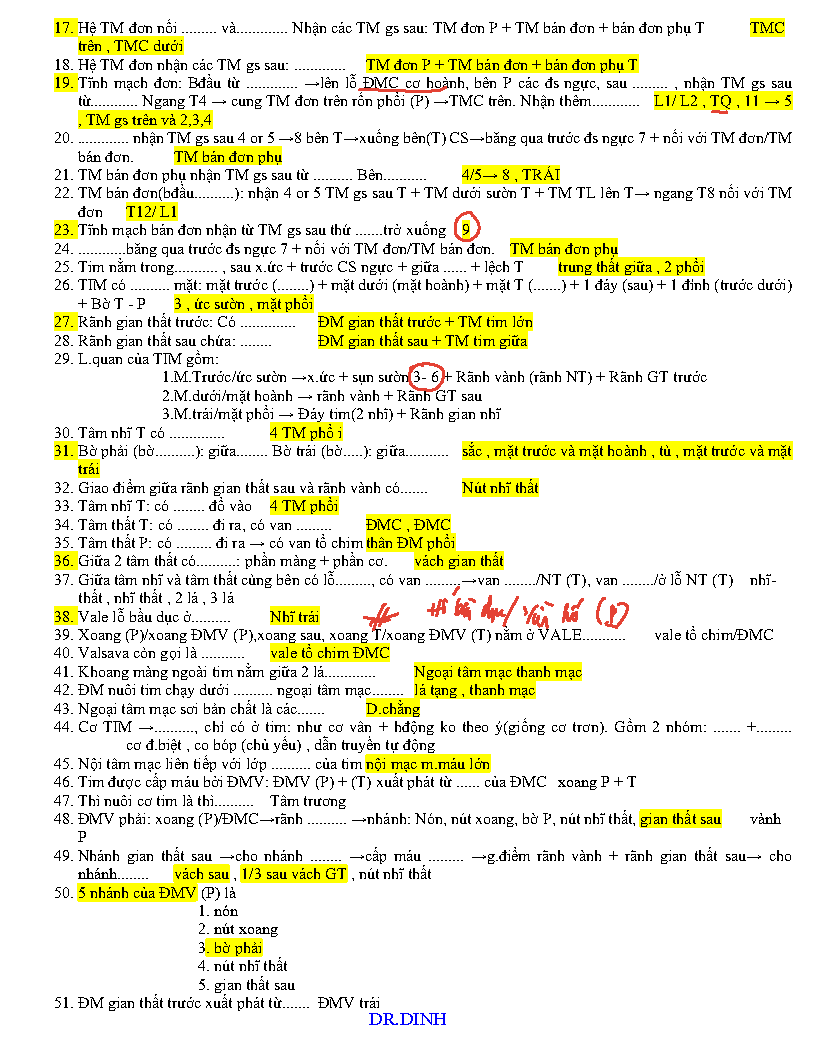 17. Hệ TM đơn nối ......... và............. Nhận các TM gs sau: TM đơn P + TM bán đơn + bán đơn phụ T TMC
trên , TMC dưới
18. Hệ TM đơn nhận các TM gs sau: ............. TM đơn P + TM bán đơn + bán đơn phụ T
19. Tĩnh mạch đơn: Bđầu từ ............. →lên lỗ ĐMC cơ hoành, bên P các đs ngực, sau ......... , nhận TM gs sau
từ............ Ngang T4 → cung TM đơn trên rốn phổi (P) →TMC trên. Nhận thêm............ L1/ L2 , TQ , 11 → 5
, TM gs trên và 2,3,4
20. ............. nhận TM gs sau 4 or 5 →8 bên T→xuống bên(T) CS→băng qua trước đs ngực 7 + nối với TM đơn/TM
bán đơn. TM bán đơn phụ
21. TM bán đơn phụ nhận TM gs sau từ .......... Bên........... 4/5→ 8 , TRÁI
22. TM bán đơn(bđầu..........): nhận 4 or 5 TM gs sau T + TM dưới sườn T + TM TL lên T→ ngang T8 nối với TM
đơn T12/ L1
23. Tĩnh mạch bán đơn nhận từ TM gs sau thứ .......trở xuống 9
24. ............băng qua trước đs ngực 7 + nối với TM đơn/TM bán đơn. TM bán đơn phụ
25. Tim nằm trong........... , sau x.ức + trước CS ngực + giữa ...... + lệch T trung thất giữa , 2 phổi
26. TIM có .......... mặt: mặt trước (........) + mặt dưới (mặt hoành) + mặt T (.......) + 1 đáy (sau) + 1 đỉnh (trước dưới)
+ Bờ T - P 3 , ức sườn , mặt phổi
27. Rãnh gian thất trước: Có .............. ĐM gian thất trước + TM tim lớn
28. Rãnh gian thất sau chứa: ........ ĐM gian thất sau + TM tim giữa
29. L.quan của TIM gồm:
1.M.Trước/ức sườn →x.ức + sụn sườn 3- 6 + Rãnh vành (rãnh NT) + Rãnh GT trước
2.M.dưới/mặt hoành → rãnh vành + Rãnh GT sau
3.M.trái/mặt phổi → Đáy tim(2 nhĩ) + Rãnh gian nhĩ
30. Tâm nhĩ T có .............. 4 TM phổ i
31. Bờ phải (bờ..........): giữa........ Bờ trái (bờ.....): giữa........... sắc , mặt trước và mặt hoành , tù , mặt trước và mặt
trái
32. Giao điểm giữa rãnh gian thất sau và rãnh vành có....... Nút nhĩ thất
33. Tâm nhĩ T: có ........ đổ vào 4 TM phổi
34. Tâm thất T: có ........ đi ra, có van ......... ĐMC , ĐMC
35. Tâm thất P: có ......... đi ra → có van tổ chim thân ĐM phổi
36. Giữa 2 tâm thất có..........: phần màng + phần cơ. vách gian thất
37. Giữa tâm nhĩ và tâm thất cùng bên có lỗ........., có van .........→van ......../NT (T), van ......../ở lỗ NT (T) nhĩ-
thất , nhĩ thất , 2 lá , 3 lá
38. Vale lỗ bầu dục ở.......... Nhĩ trái
39. Xoang (P)/xoang ĐMV (P),xoang sau, xoang T/xoang ĐMV (T) nằm ở VALE........... vale tổ chim/ĐMC
40. Valsava còn gọi là ........... vale tổ chim ĐMC
41. Khoang màng ngoài tim nằm giữa 2 lá............. Ngoại tâm mạc thanh mạc
42. ĐM nuôi tim chạy dưới .......... ngoại tâm mạc........ lá tạng , thanh mạc
43. Ngoại tâm mạc sơi bản chất là các....... D.chằng
44. Cơ TIM →.........., chỉ có ở tim: như cơ vân + hđộng ko theo ý(giống cơ trơn). Gồm 2 nhóm: ....... +.........
cơ đ.biệt , co bóp (chủ yếu) , dẫn truyền tự động
45. Nội tâm mạc liên tiếp với lớp .......... của tim nội mạc m.máu lớn
46. Tim được cấp máu bởi ĐMV: ĐMV (P) + (T) xuất phát từ ...... của ĐMC xoang P + T
47. Thì nuôi cơ tim là thì.......... Tâm trương
48. ĐMV phải: xoang (P)/ĐMC→rãnh .......... →nhánh: Nón, nút xoang, bờ P, nút nhĩ thất, gian thất sau vành
P
49. Nhánh gian thất sau →cho nhánh ........ →cấp máu ......... →g.điểm rãnh vành + rãnh gian thất sau→ cho
nhánh........ vách sau , 1/3 sau vách GT , nút nhĩ thất
50. 5 nhánh của ĐMV (P) là
1. nón
2. nút xoang
3. bờ phải
4. nút nhĩ thất
5. gian thất sau
51. ĐM gian thất trước xuất phát từ....... ĐMV trái
DR.DINH